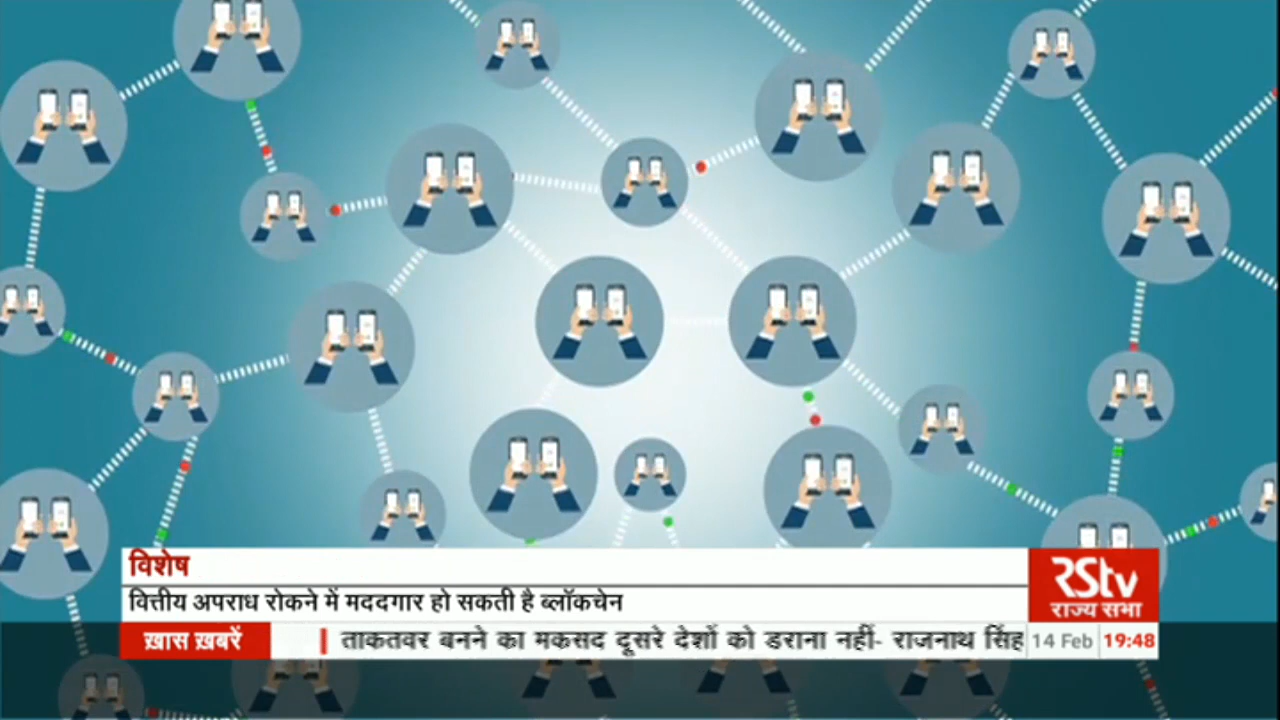 विशेष
वित्तीय अपराध रोकने में मददगार हो सकती है ब्लॉकचेन
RStv
राज्य सभा
ख़ास ख़बरें
ताकतवर बनने का मकसद दूसरे देशों को डराना नहीं- राजनाथ सिंह
14 Feb 19:48